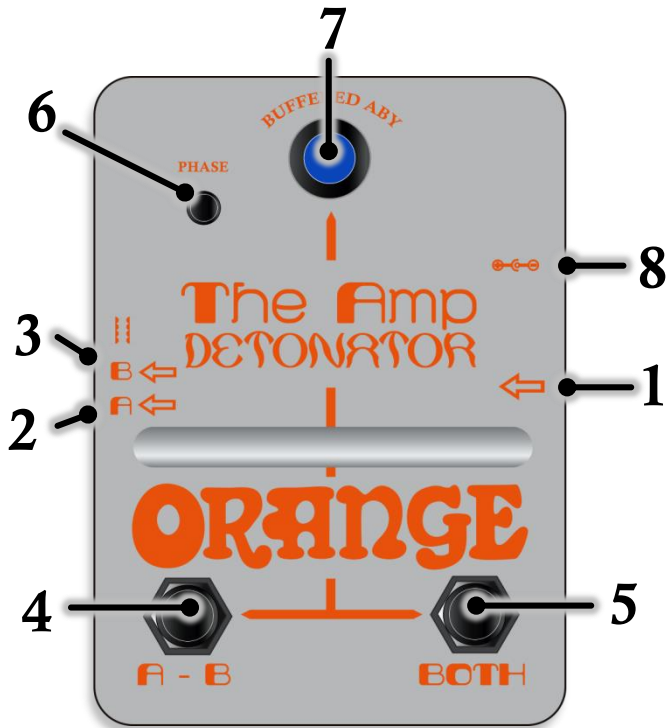 7
BUFFERED ABY
6
PHASE
8
The Amp
DETONATOR
3
B
1
2
A
ORANGE
4
5
A - B
BOTH